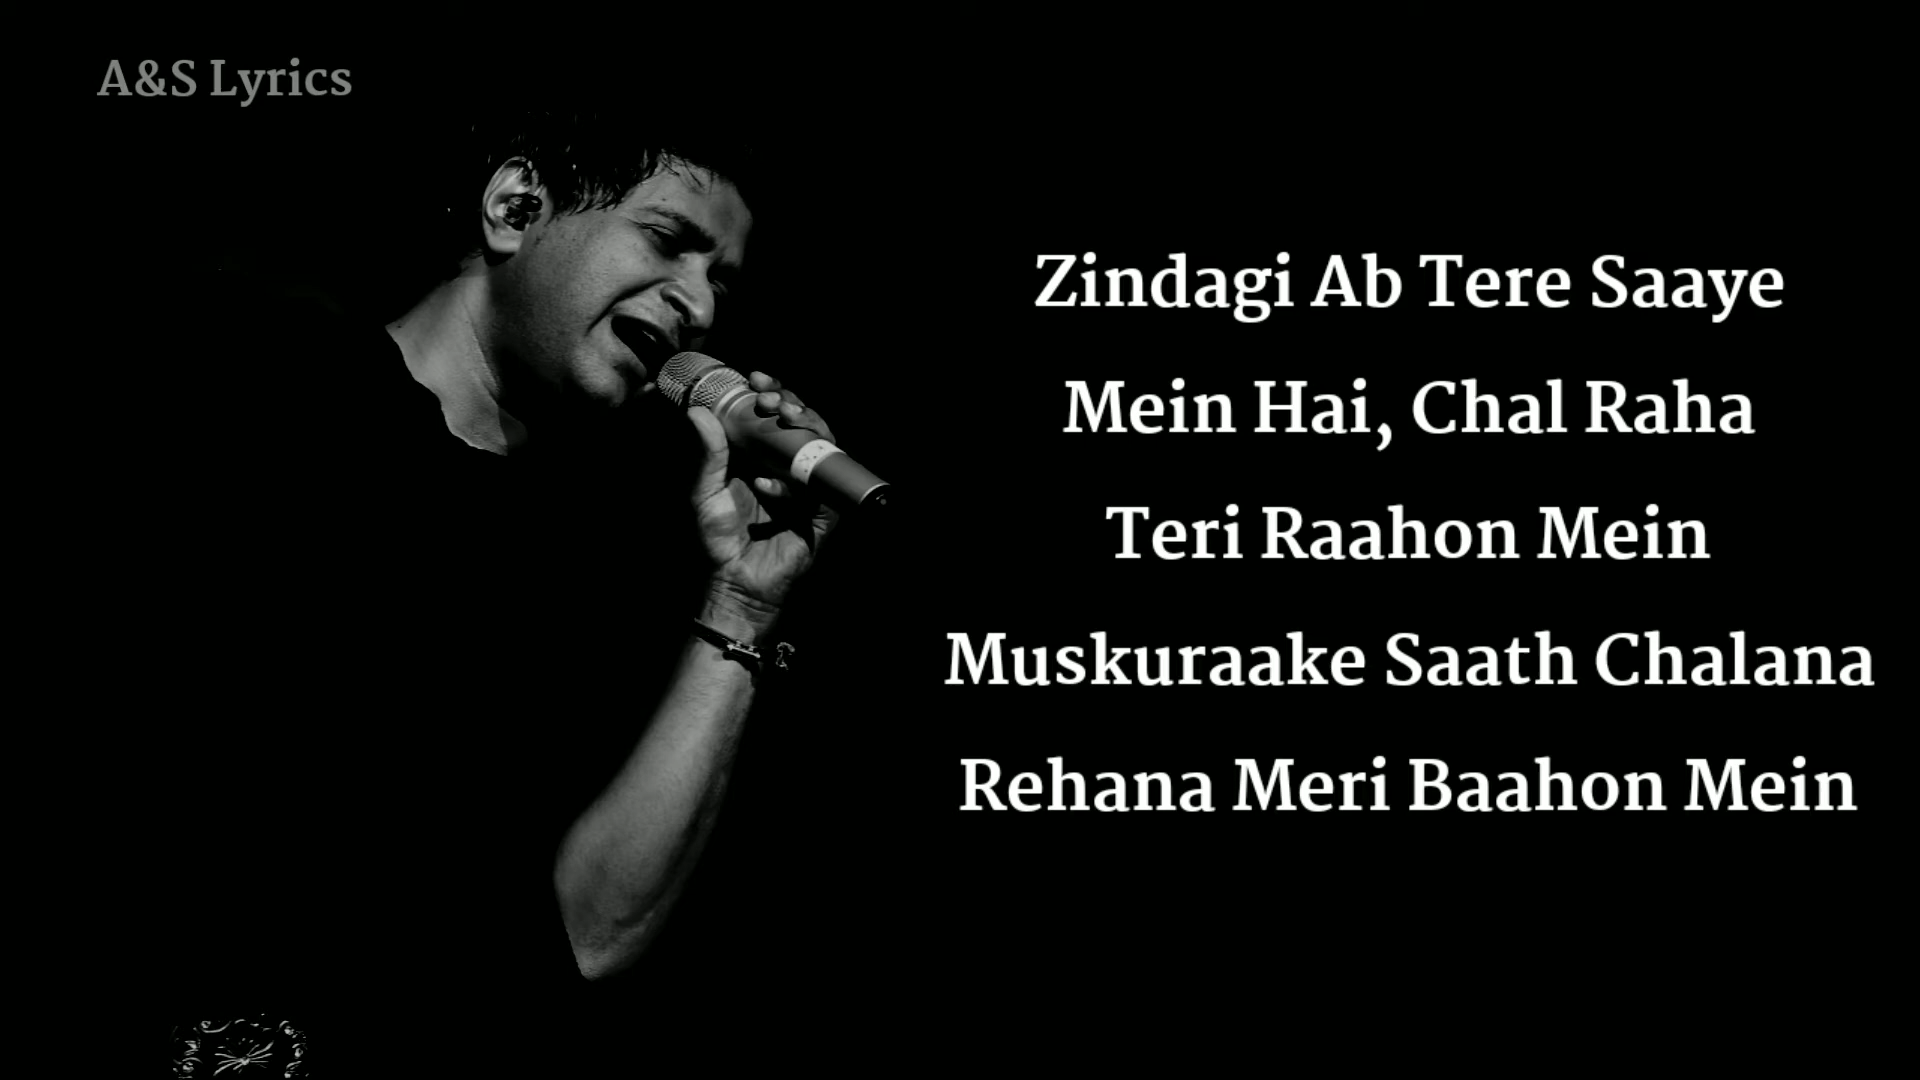 A&S Lyrics
Zindagi Ab Tere Saaye
Mein Hai, Chal Raha
Teri Raahon Mein
Muskuraake Saath Chalana
Rehana Meri Baahon Mein